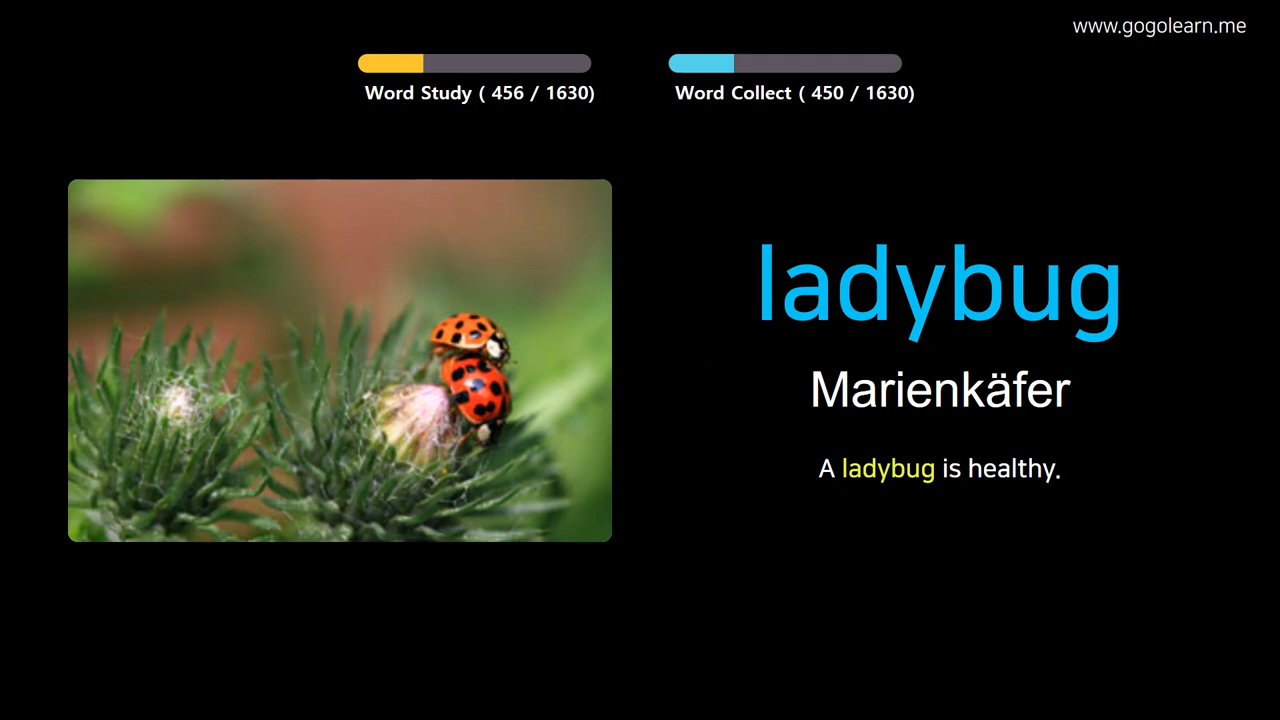 www.gogolearn.me
Word Study ( 456 / 1630)
Word Collect ( 450 / 1630)
ladybug
Marienkäfer
A ladybug is healthy.